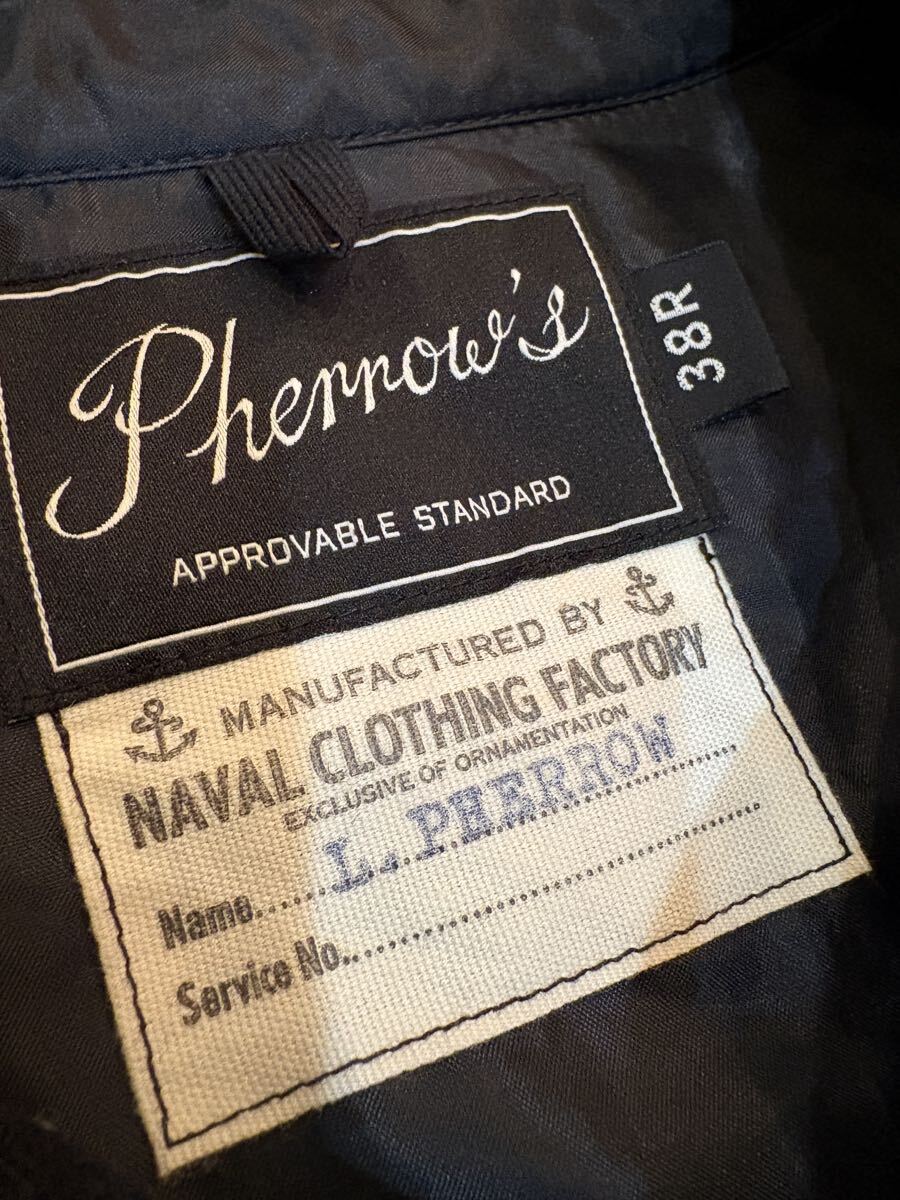 Pherrow's
APPROVABLE STANDARD
38R
MANUFACTURED BY
NAVAL CLOTHING FACTORY
EXCLUSIVE OF ORNAMENTATION
Name......L. PHERROW......
Service No...............................................